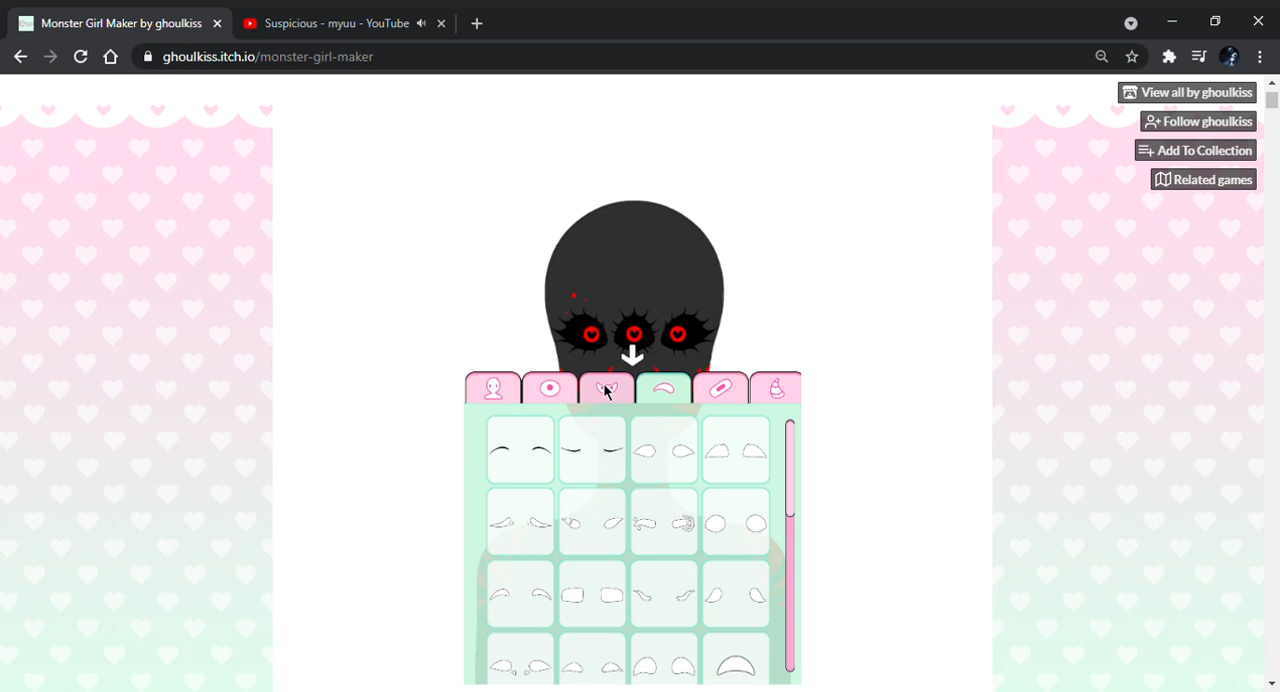 Monster Girl Maker by ghoulkiss
Suspicious - myuu - YouTube
ghoulkiss.itch.io/monster-girl-maker
View all by ghoulkiss
Follow ghoulkiss
Add To Collection
Related games